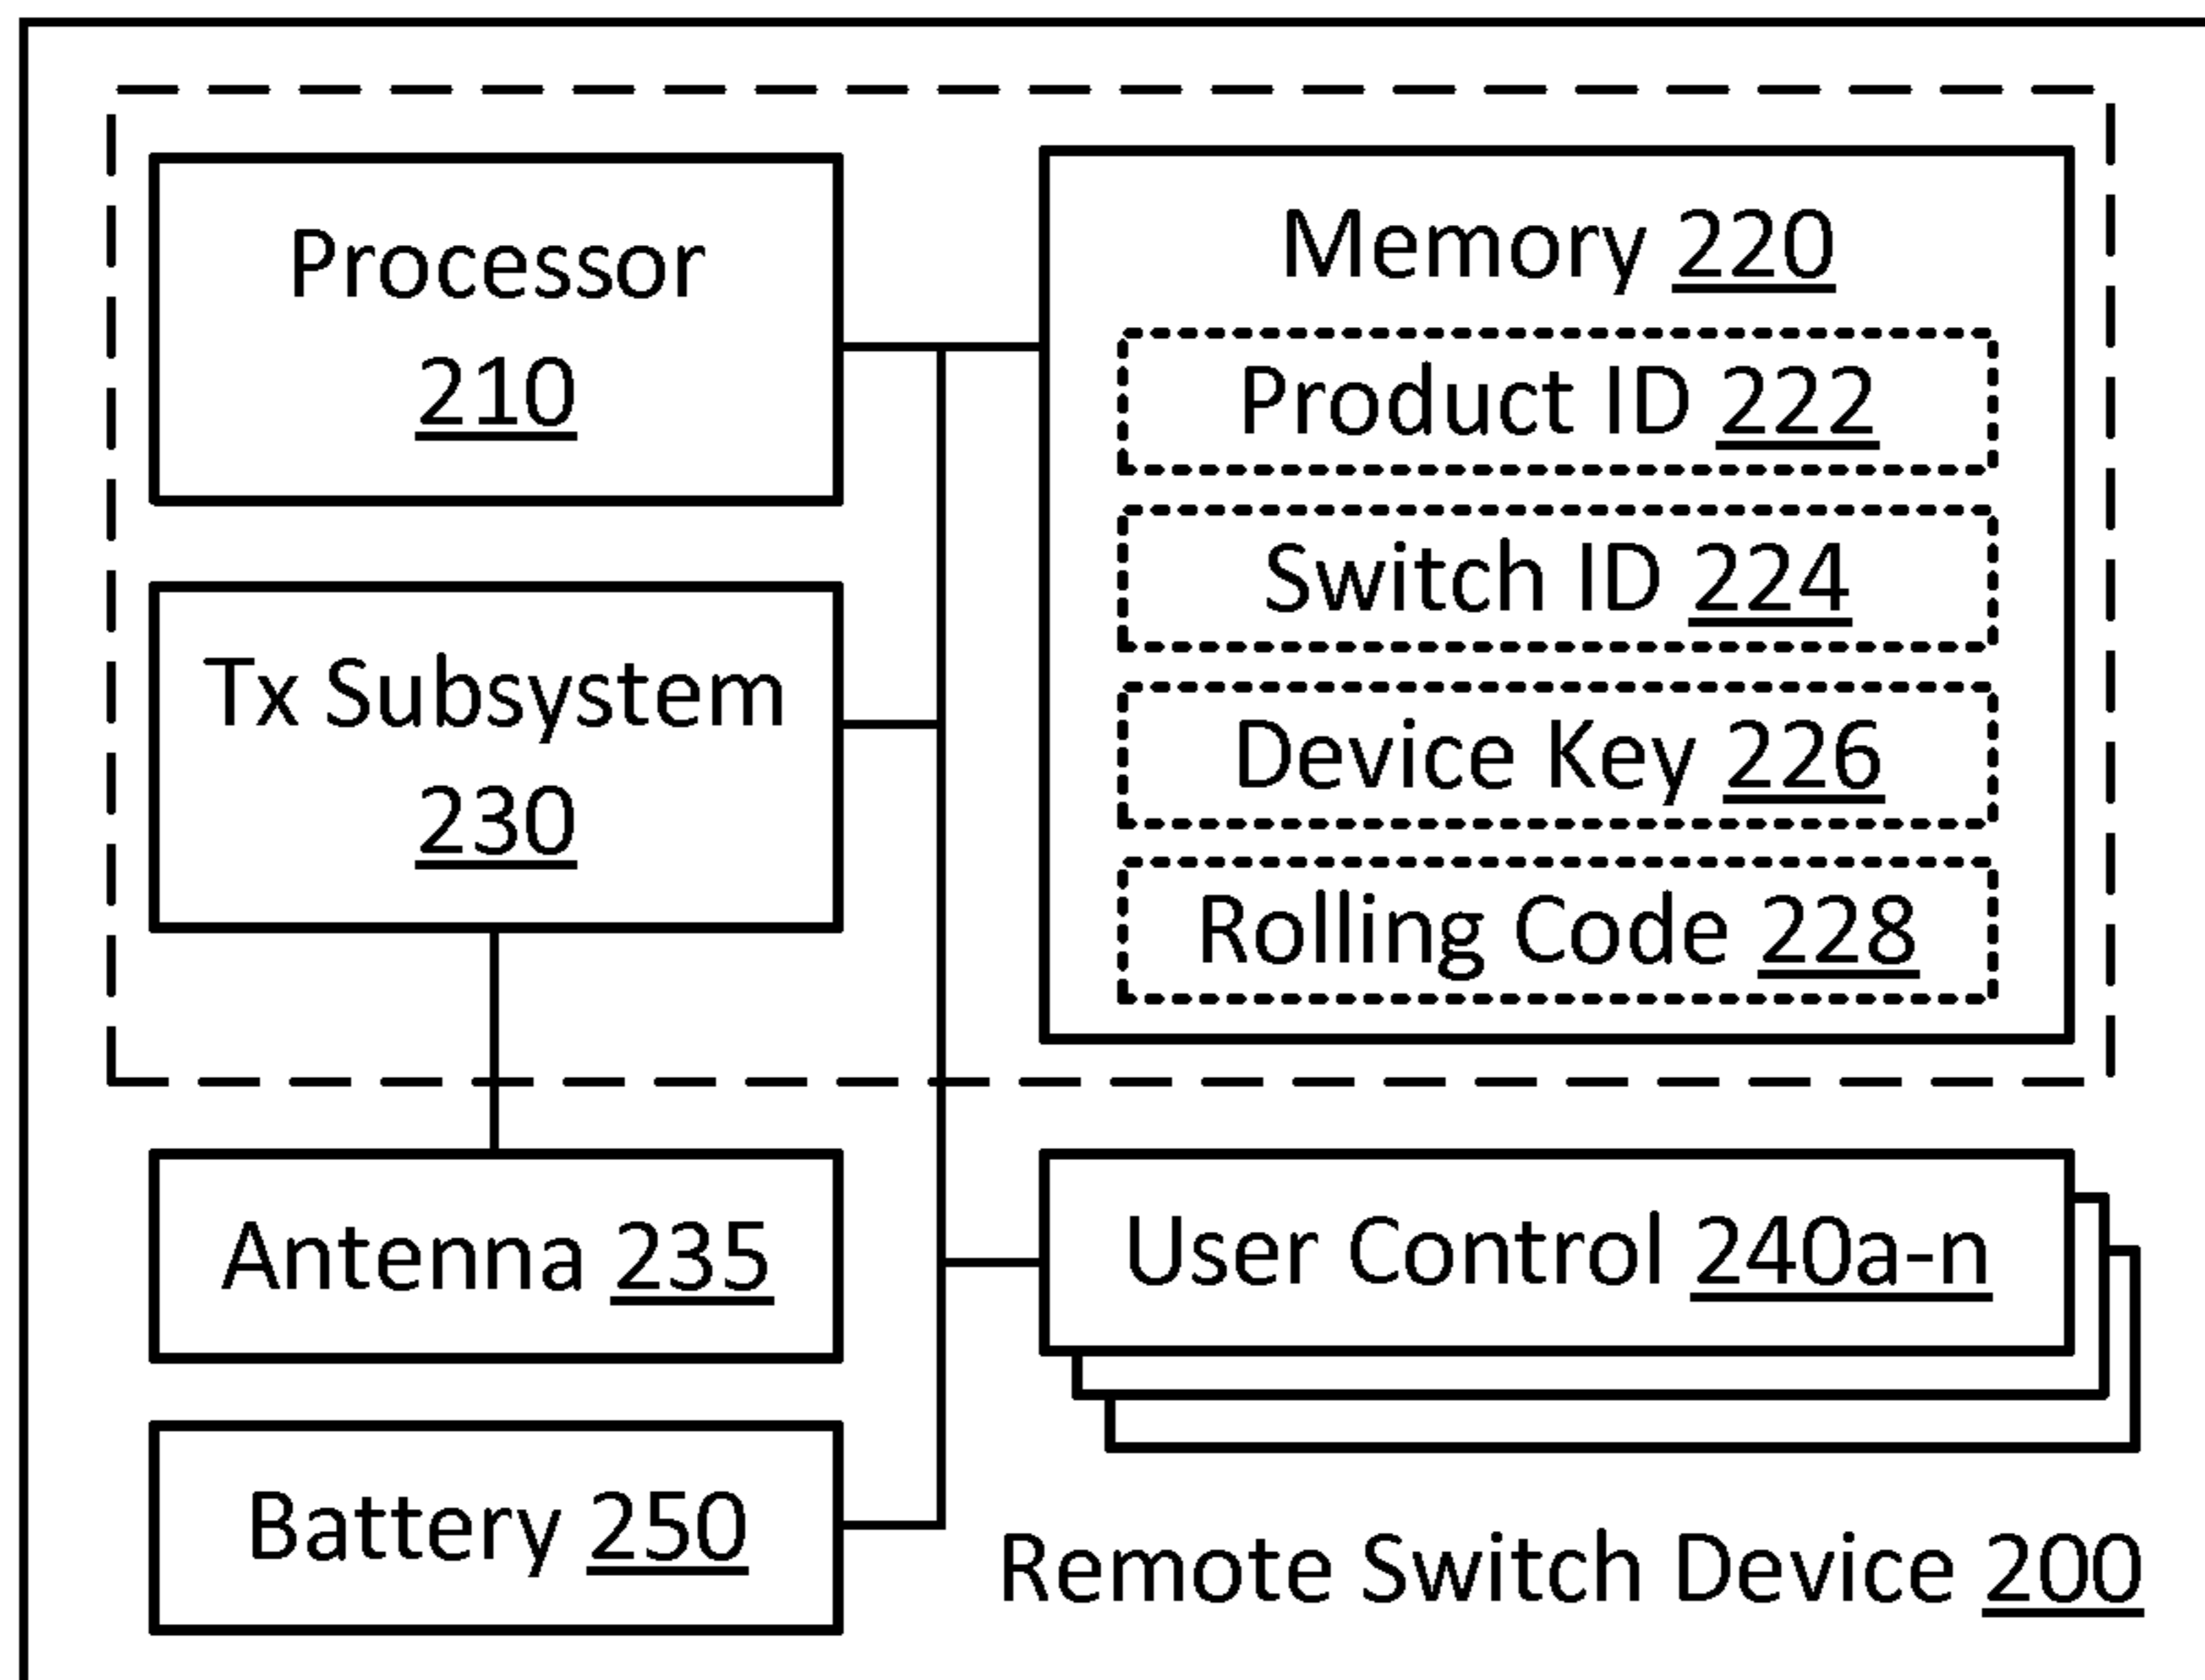 Processor
210
Memory 220
Product ID 222
Switch ID 224
Device Key 226
Rolling Code 228
Tx Subsystem
230
Antenna 235
User Control 240a-n
Battery 250
Remote Switch Device 200